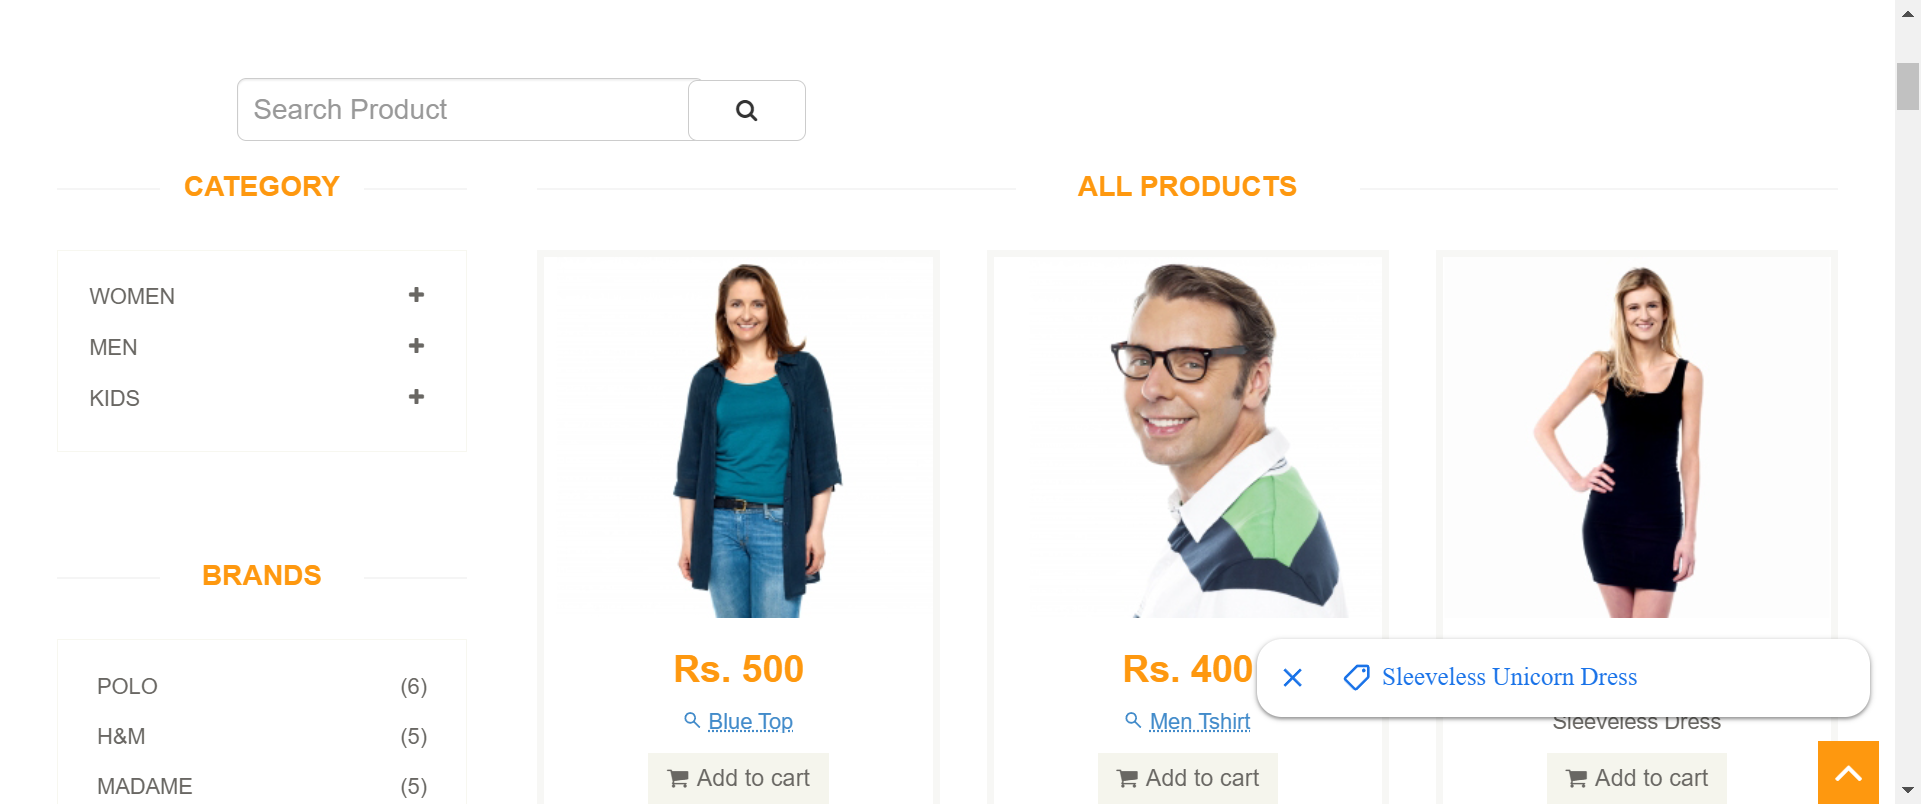 Search Product
CATEGORY
ALL PRODUCTS
WOMEN
MEN
KIDS
BRANDS
POLO (6)
H&M (5)
MADAME (5)
Rs. 500
Blue Top
Add to cart
Rs. 400
Men Tshirt
Add to cart
Sleeveless Unicorn Dress
Sleeveless Dress
Add to cart